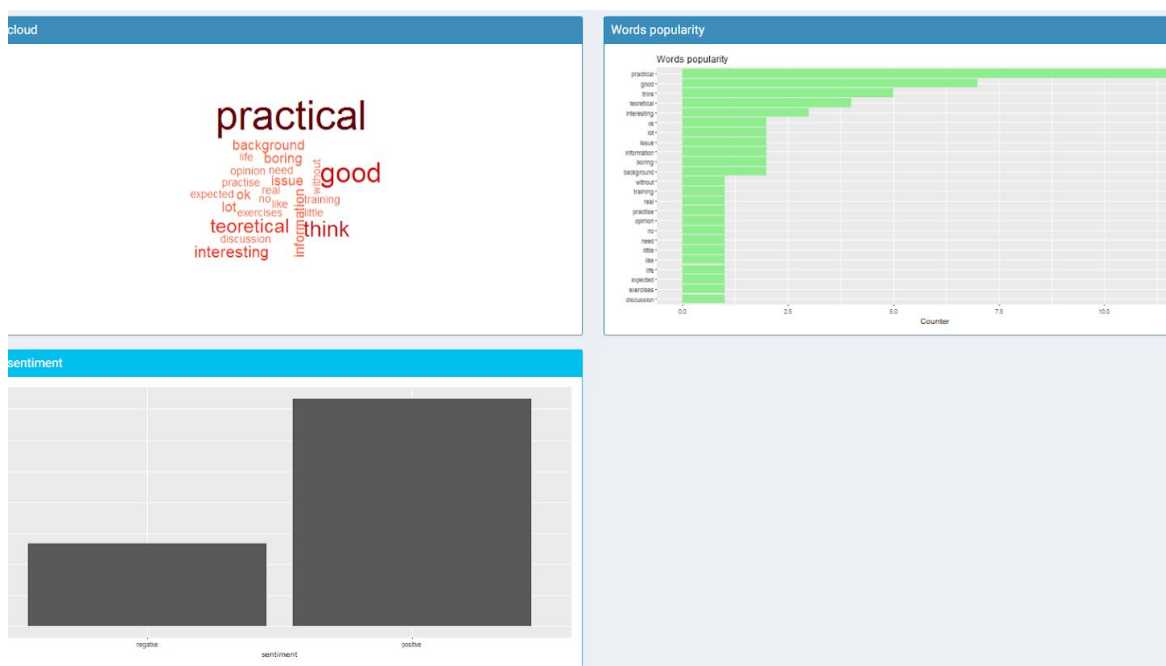 cloud
practical
background
life boring
opinion need
without
good
practise issue
expected ok real
no like training
lot exercises little
information
teoretical think
discussion
interesting
Words popularity
Words popularity
practical
good
think
teoretical
interesting
ok
lot
issue
information
boring
background
without
training
real
practise
opinion
no
need
little
like
life
expected
exercises
discussion
0.0 2.5 5.0 7.5 10.0
Counter
sentiment
negative positive
sentiment